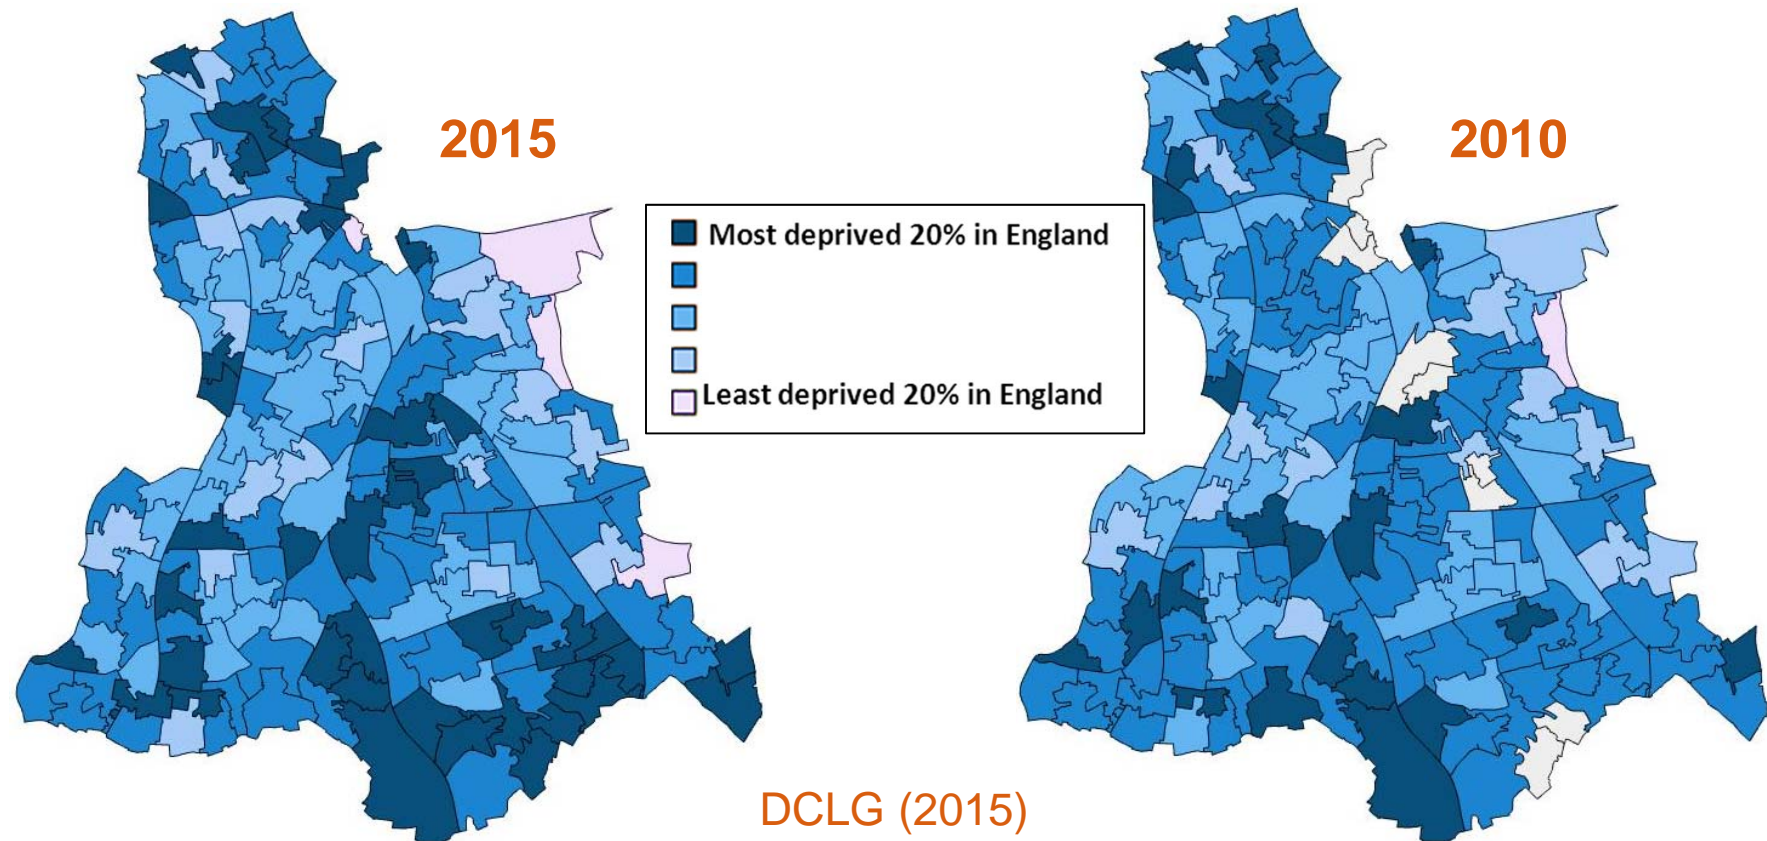 2015
2010
Most deprived 20% in England
Least deprived 20% in England
DCLG (2015)